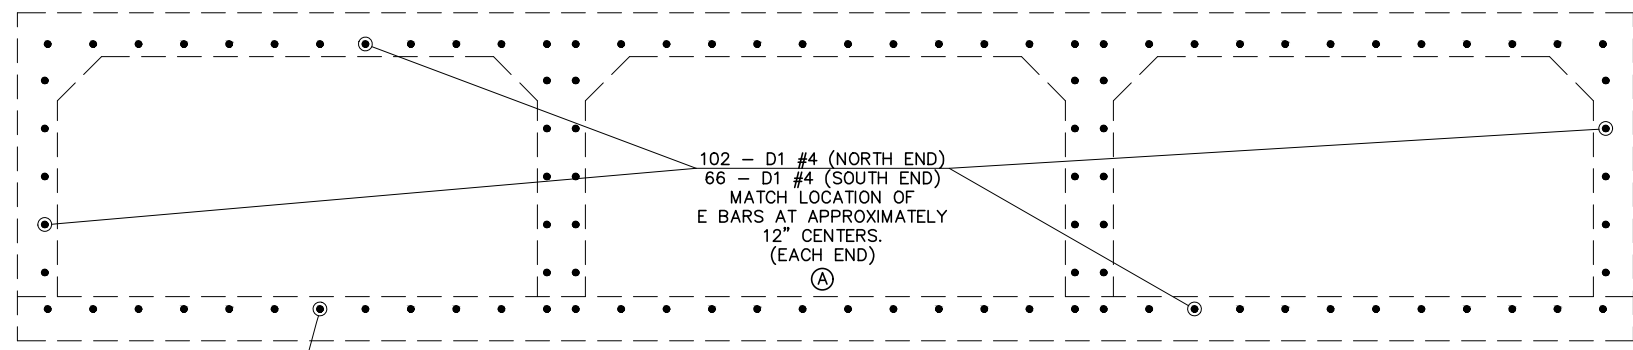 102 – D1 #4 (NORTH END)
66 – D1 #4 (SOUTH END)
MATCH LOCATION OF
E BARS AT APPROXIMATELY
12" CENTERS.
(EACH END)
A